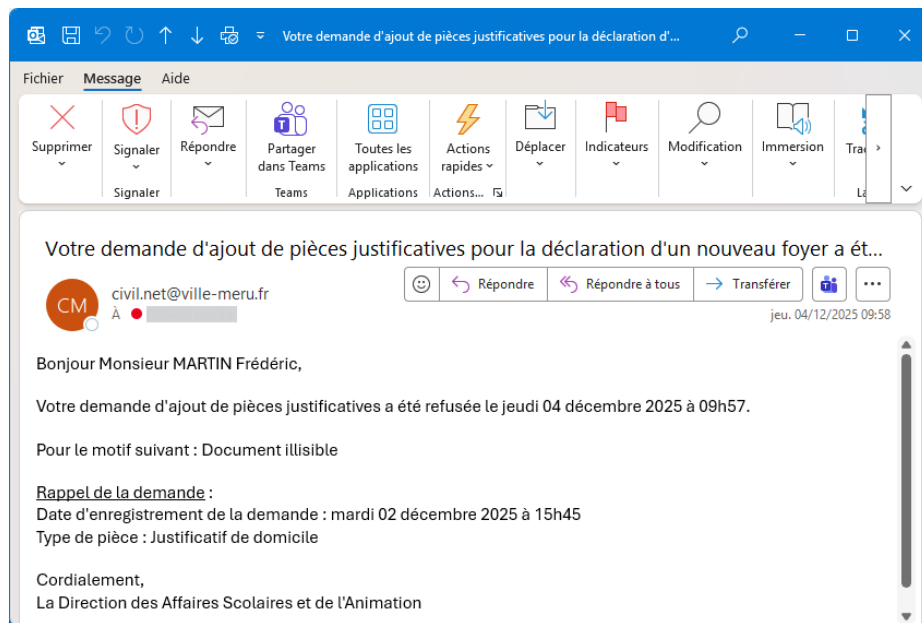 Votre demande d'ajout de pièces justificatives pour la déclaration d'...
Fichier Message Aide
Supprimer
Signaler
Répondre
Partager dans Teams
Toutes les applications
Actions rapides
Déplacer
Indicateurs
Modification
Immersion
Signaler Teams Applications Actions...
Votre demande d'ajout de pièces justificatives pour la déclaration d'un nouveau foyer a ét...
CM
civil.net@ville-meru.fr
À
Répondre Répondre à tous Transférer
jeu. 04/12/2025 09:58
Bonjour Monsieur MARTIN Frédéric,
Votre demande d'ajout de pièces justificatives a été refusée le jeudi 04 décembre 2025 à 09h57.
Pour le motif suivant : Document illisible
Rappel de la demande :
Date d'enregistrement de la demande : mardi 02 décembre 2025 à 15h45
Type de pièce : Justificatif de domicile
Cordialement,
La Direction des Affaires Scolaires et de l'Animation